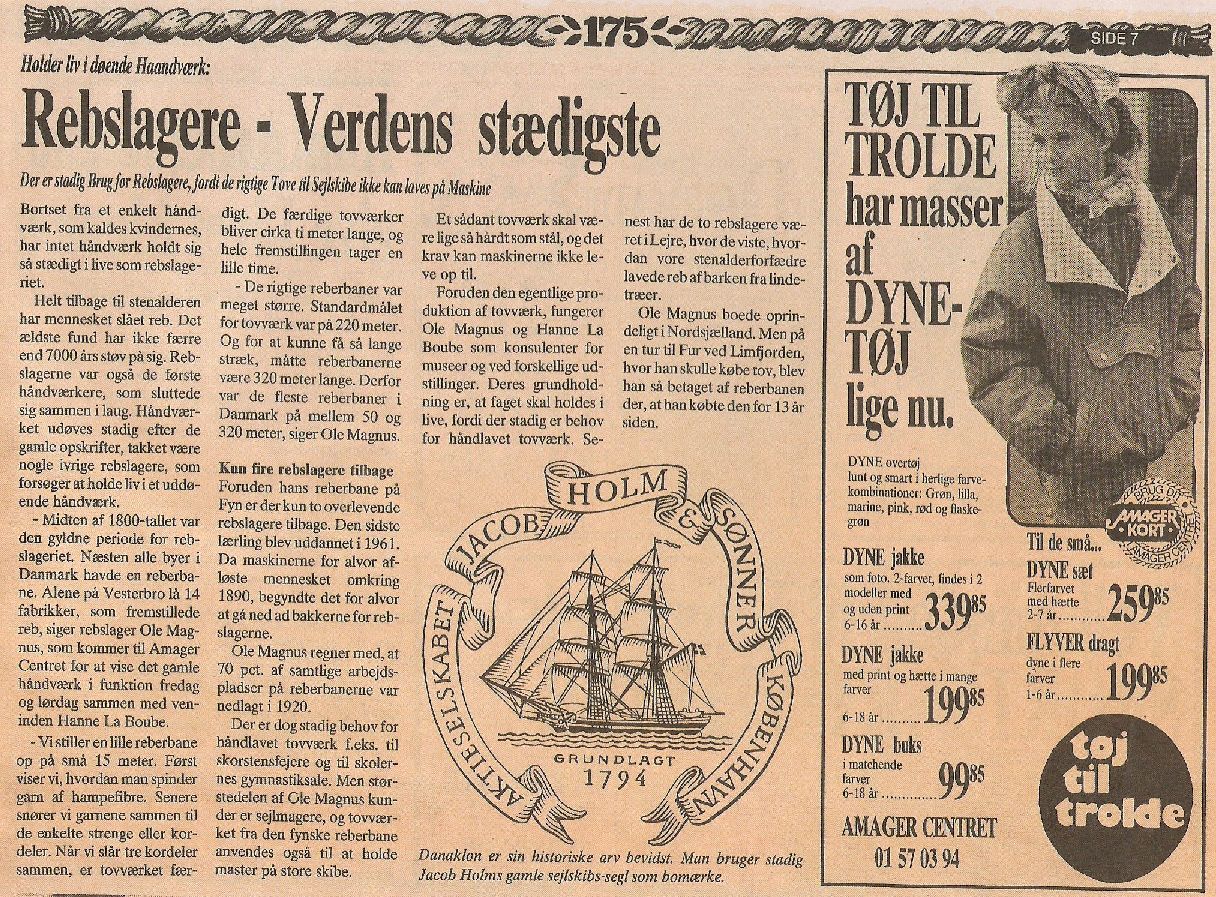 175
SIDE 7
Holder liv i døende Haandværk:
Rebslagere - Verdens stædigste
Der er stadig Brug for Rebslagere, fordi de rigtige Tove til Sejlskibe ikke kan laves på Maskine
Bortset fra et enkelt hånd-
værk, som kaldes kvindernes,
har intet håndværk holdt sig
så stædigt i live som rebslage-
riet.
Helt tilbage til stenalderen
har mennesket slået reb. Det
ældste fund har ikke færre
end 7000 års støv på sig. Reb-
slagerne var også de første
håndværkere, som sluttede
sig sammen i laug. Håndvær-
ket udøves stadig efter de
gamle opskrifter, takket være
nogle ivrige rebslagere, som
forsøger at holde liv i et uddø-
ende håndværk.
- Midten af 1800-tallet var
den gyldne periode for reb-
slageriet. Næsten alle byer i
Danmark havde en reberba-
ne. Alene på Vesterbro lå 14
fabrikker, som fremstillede
reb, siger rebslager Ole Mag-
nus, som kommer til Amager
Centret for at vise det gamle
håndværk i funktion fredag
og lørdag sammen med ven-
inden Hanne La Boube.
- Vi stiller en lille reberbane
op på små 15 meter. Først
viser vi, hvordan man spinder
garn af hampefibre. Senere
snører vi garnene sammen til
de enkelte strenge eller kor-
deler. Når vi slår tre kordeler
sammen, er tovværket fær-
digt. De færdige tovværker
bliver cirka ti meter lange, og
hele fremstillingen tager en
lille time.
- De rigtige reberbaner var
meget større. Standardmålet
for tovværk var på 220 meter.
Og for at kunne få så lange
stræk, måtte reberbanerne
være 320 meter lange. Derfor
var de fleste reberbaner i
Danmark på mellem 50 og
320 meter, siger Ole Magnus.
Kun fire rebslagere tilbage
Foruden hans reberbane på
Fyn er der kun to overlevende
rebslagere tilbage. Den sidste
lærling blev uddannet i 1961.
Da maskinerne for alvor af-
løste mennesket omkring
1890, begyndte det for alvor
at gå ned ad bakkerne for reb-
slagerne.
Ole Magnus regner med, at
70 pct. af samtlige arbejds-
pladser på reberbanerne var
nedlagt i 1920.
Der er dog stadig behov for
håndlavet tovværk f.eks. til
skorstensfejere og til skoler-
nes gymnastiksale. Men stør-
stedelen af Ole Magnus kun-
der er sejlmagere, og tovvær-
ket fra den fynske reberbane
anvendes også til at holde
master på store skibe.
Et sådant tovværk skal væ-
re lige så hårdt som stål, og det
krav kan maskinerne ikke le-
ve op til.
Foruden den egentlige pro-
duktion af tovværk, fungerer
Ole Magnus og Hanne La
Boube som konsulenter for
museer og ved forskellige ud-
stillinger. Deres grundhold-
ning er, at faget skal holdes i
live, fordi der stadig er behov
for håndlavet tovværk. Se-
nest har de to rebslagere væ-
ret i Lejre, hvor de viste, hvor-
dan vore stenalderforfædre
lavede reb af barken fra linde-
træer.
Ole Magnus boede oprin-
deligt i Nordsjælland. Men på
en tur til Fur ved Limfjorden,
hvor han skulle købe tov, blev
han så betaget af reberbanen
der, at han købte den for 13 år
siden.
AKTIESELSKABET JACOB HOLM & SØNNER KØBENHAVN
GRUNDLAGT
1794
Danaklon er sin historiske arv bevidst. Man bruger stadig
Jacob Holms gamle sejlskibs-segl som bomærke.
TØJ TIL
TROLDE
har masser
af
DYNE-
TØJ
lige nu.
DYNE overtøj
lunt og smart i herlige farve-
kombinationer: Grøn, lilla,
marine, pink, rød og flaske-
grøn
BRUG DIT
AMAGER
KORT
DYNE jakke
som foto. 2-farvet, findes i 2
modeller med
og uden print
6-16 år .......... 339 85
DYNE jakke
med print og hætte i mange
farver
6-18 år .......... 199 85
DYNE buks
i matchende
farver
6-18 år .......... 99 85
Til de små...
DYNE sæt
Flerfarvet
med hætte
2-7 år ............ 259 85
FLYVER dragt
dyne i flere
farver
1-6 år ............ 199 85
AMAGER CENTRET
01 57 03 94
tøj
til
trolde